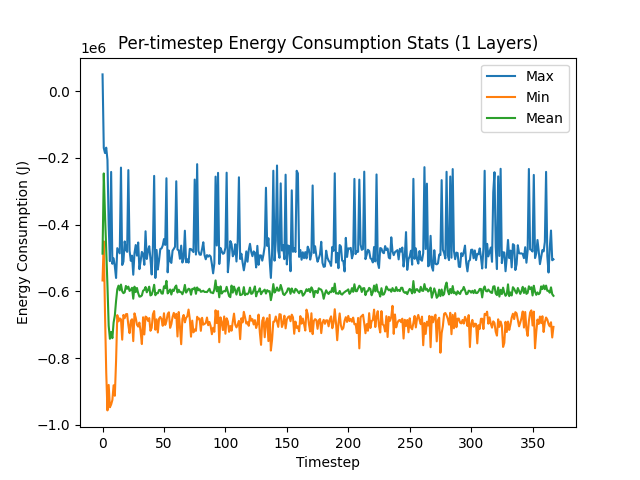 Per-timestep Energy Consumption Stats (1 Layers)
1e6
Max
Min
Mean
0.0
−0.2
−0.4
−0.6
−0.8
−1.0
Energy Consumption (J)
0 50 100 150 200 250 300 350
Timestep